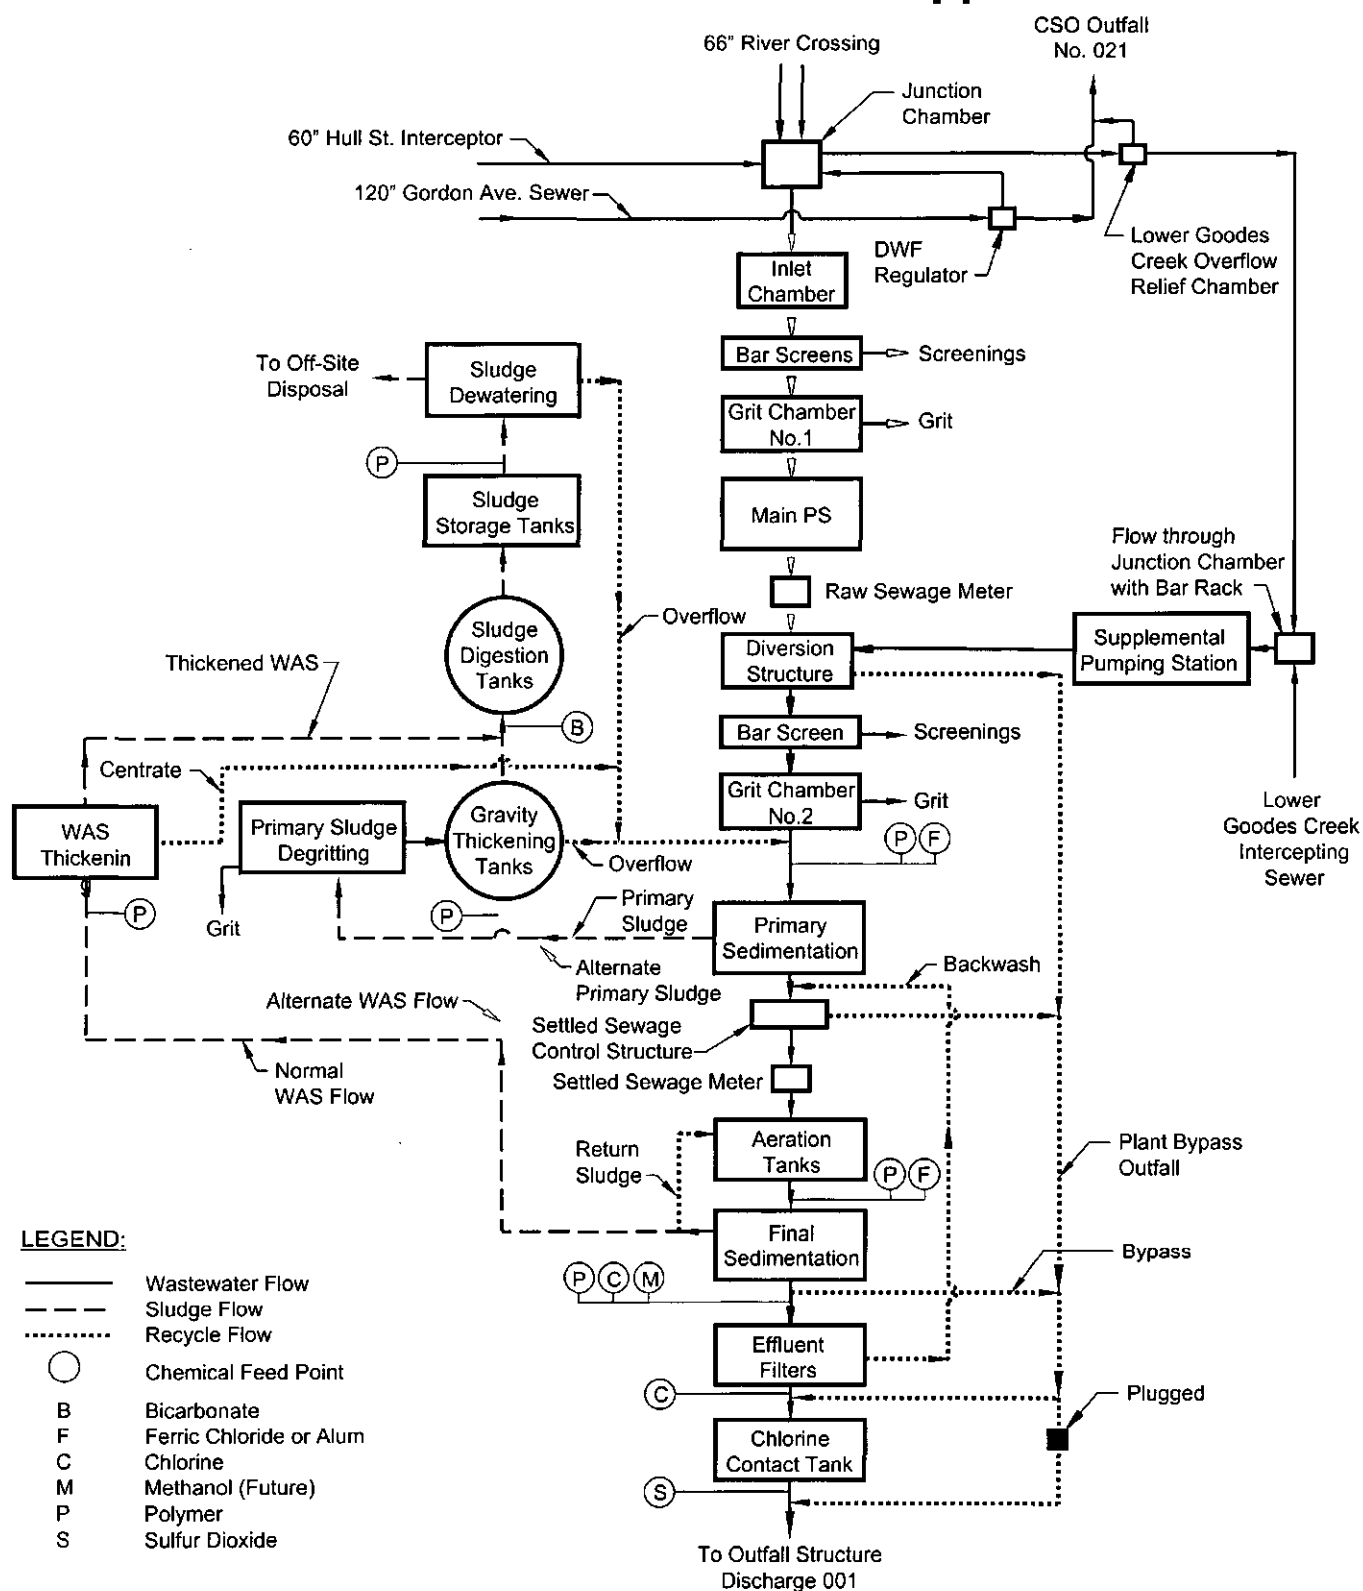 CSO Outfall
No. 021
66" River Crossing
Junction
Chamber
60" Hull St. Interceptor
120" Gordon Ave. Sewer
DWF
Regulator
Lower Goodes
Creek Overflow
Relief Chamber
Inlet
Chamber
Bar Screens
Screenings
To Off-Site
Disposal
Sludge
Dewatering
Grit Chamber
No.1
Grit
P
Sludge
Storage Tanks
Main PS
Flow through
Junction Chamber
with Bar Rack
Raw Sewage Meter
Overflow
Sludge
Digestion
Tanks
Diversion
Structure
Supplemental
Pumping Station
Thickened WAS
B
Bar Screen
Screenings
Centrate
Grit Chamber
No.2
Grit
Lower
Goodes Creek
Intercepting
Sewer
WAS
Thickenin
g
Primary Sludge
Degritting
Gravity
Thickening
Tanks
Overflow
P F
P
Grit
P
Primary
Sludge
Primary
Sedimentation
Alternate
Primary Sludge
Backwash
Alternate WAS Flow
Settled Sewage
Control Structure
Normal
WAS Flow
Settled Sewage Meter
Return
Sludge
Aeration
Tanks
Plant Bypass
Outfall
P F
Final
Sedimentation
Bypass
P C M
Effluent
Filters
C
Plugged
Chlorine
Contact Tank
S
To Outfall Structure
Discharge 001
LEGEND:
Wastewater Flow
Sludge Flow
Recycle Flow
Chemical Feed Point
B Bicarbonate
F Ferric Chloride or Alum
C Chlorine
M Methanol (Future)
P Polymer
S Sulfur Dioxide